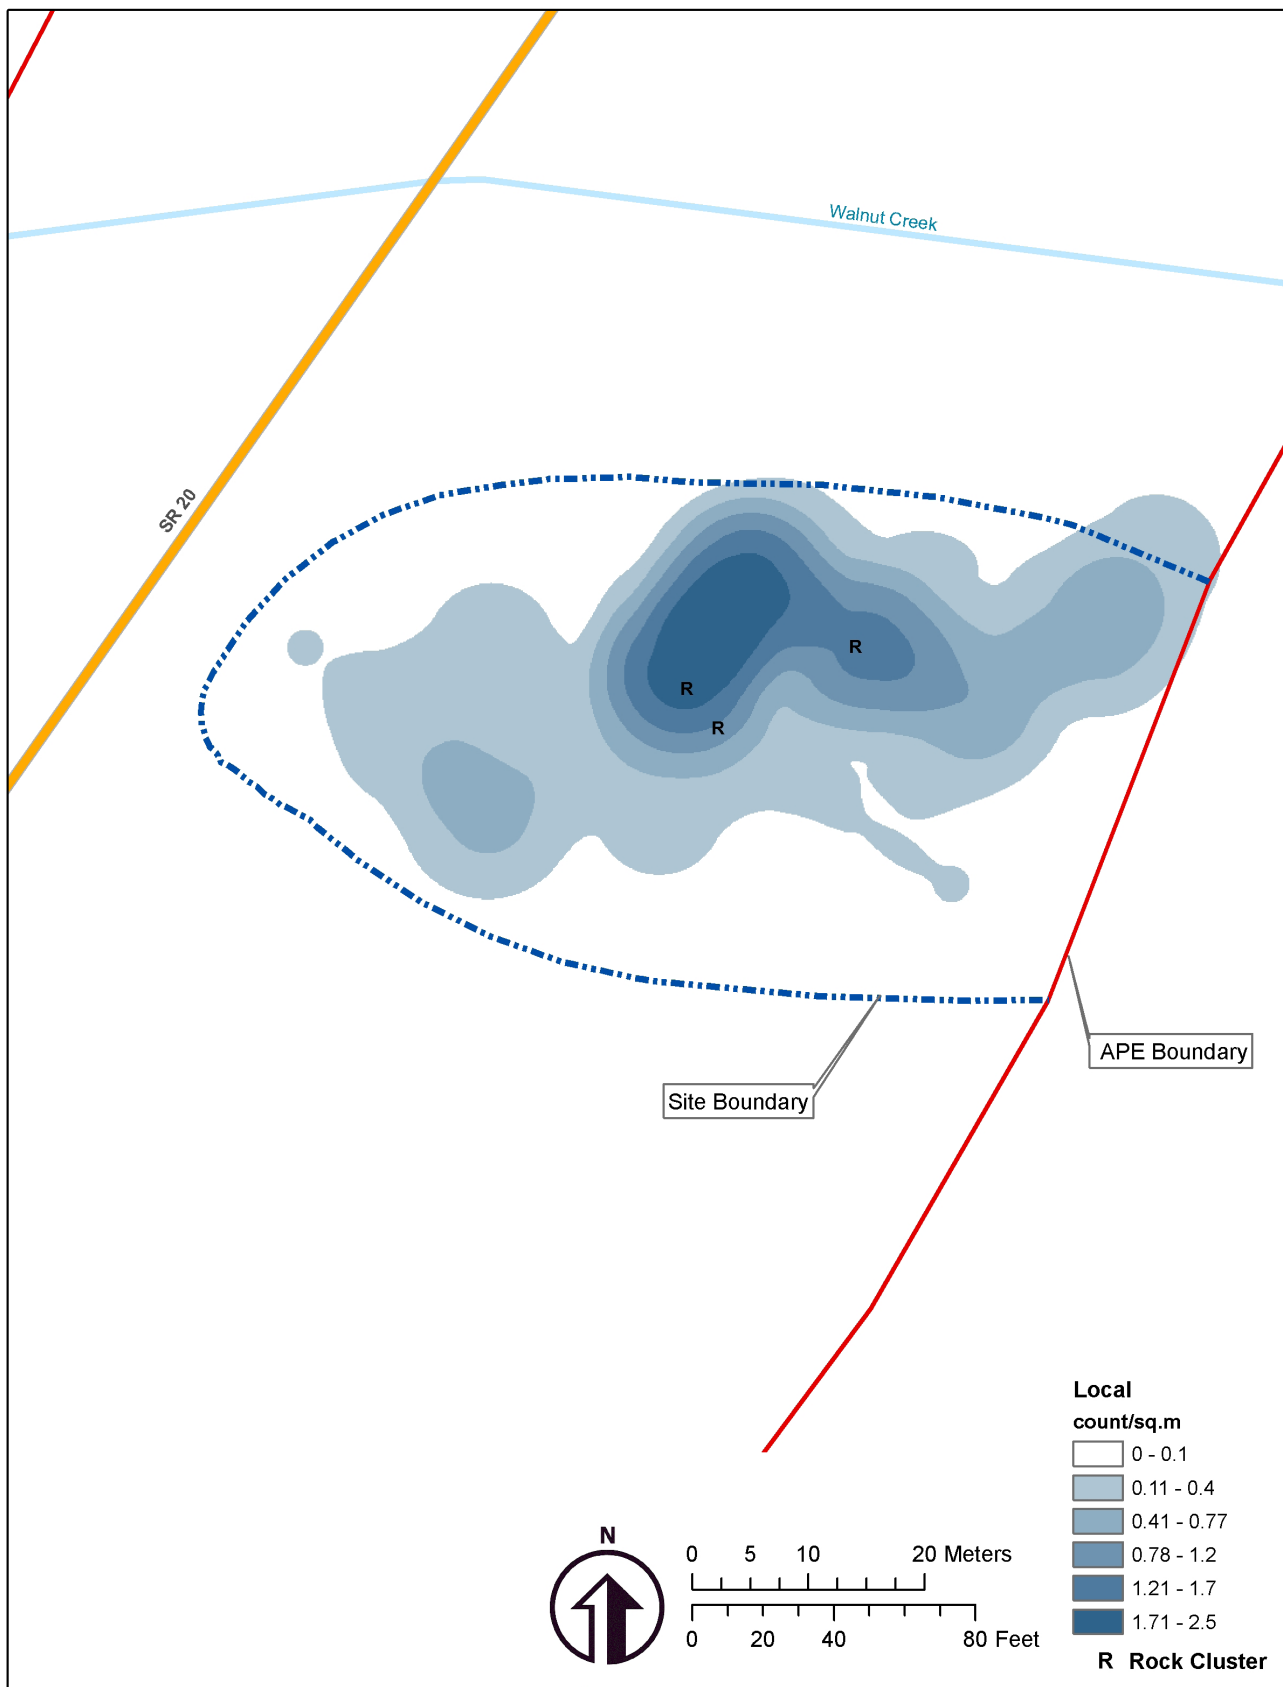 Walnut Creek
SR 20
R
R
R
APE Boundary
Site Boundary
Local
count/sq.m
0 - 0.1
0.11 - 0.4
0.41 - 0.77
0.78 - 1.2
1.21 - 1.7
1.71 - 2.5
R Rock Cluster
N
0 5 10 20 Meters
0 20 40 80 Feet